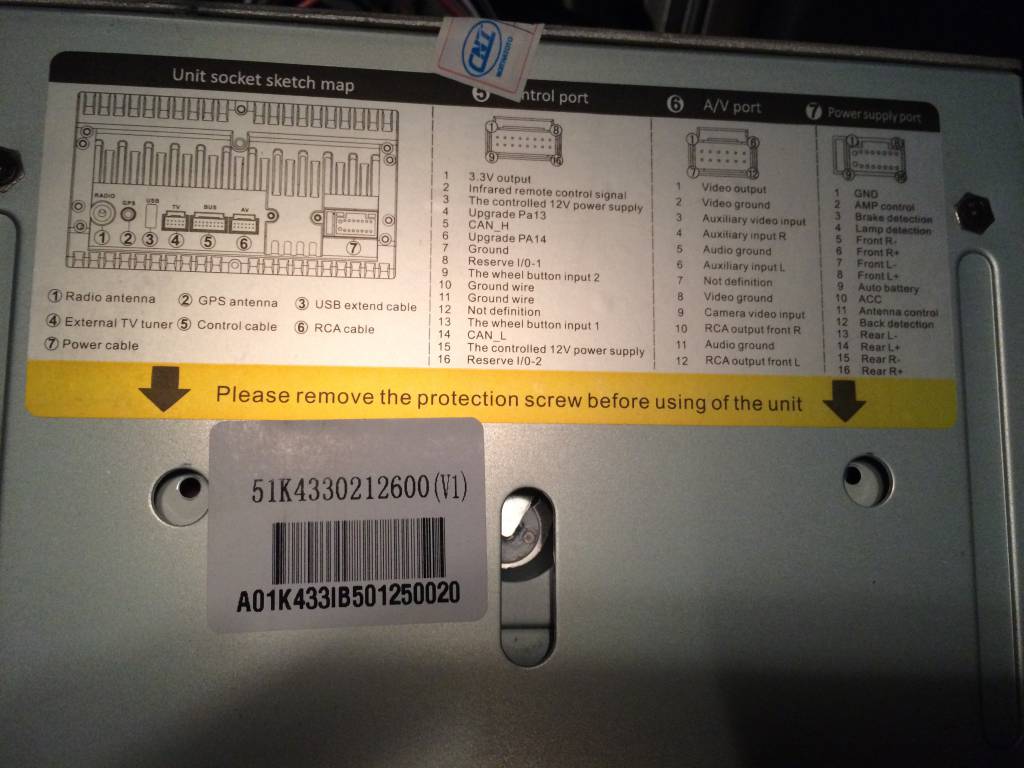 Unit socket sketch map
RADIO
GPS
USB
TV
BUS
AV
① ② ③ ④ ⑤ ⑥
⑦
① Radio antenna ② GPS antenna ③ USB extend cable
④ External TV tuner ⑤ Control cable ⑥ RCA cable
⑦ Power cable
❺ ntrol port
1 8
9 16
1 3.3V output
2 Infrared remote control signal
3 The controlled 12V power supply
4 Upgrade Pa13
5 CAN_H
6 Upgrade PA14
7 Ground
8 Reserve I/0-1
9 The wheel button input 2
10 Ground wire
11 Ground wire
12 Not definition
13 The wheel button input 1
14 CAN_L
15 The controlled 12V power supply
16 Reserve I/0-2
❻ A/V port
1 6
7 12
1 Video output
2 Video ground
3 Auxiliary video input
4 Auxiliary input R
5 Audio ground
6 Auxiliary input L
7 Not definition
8 Video ground
9 Camera video input
10 RCA output front R
11 Audio ground
12 RCA output front L
❼ Power supply port
1 GND
2 AMP control
3 Brake detection
4 Lamp detection
5 Front R-
6 Front R+
7 Front L-
8 Front L+
9 Auto battery
10 ACC
11 Antenna control
12 Back detection
13 Rear L-
14 Rear L+
15 Rear R-
16 Rear R+
Please remove the protection screw before using of the unit
51K4330212600(V1)
A01K433IB501250020